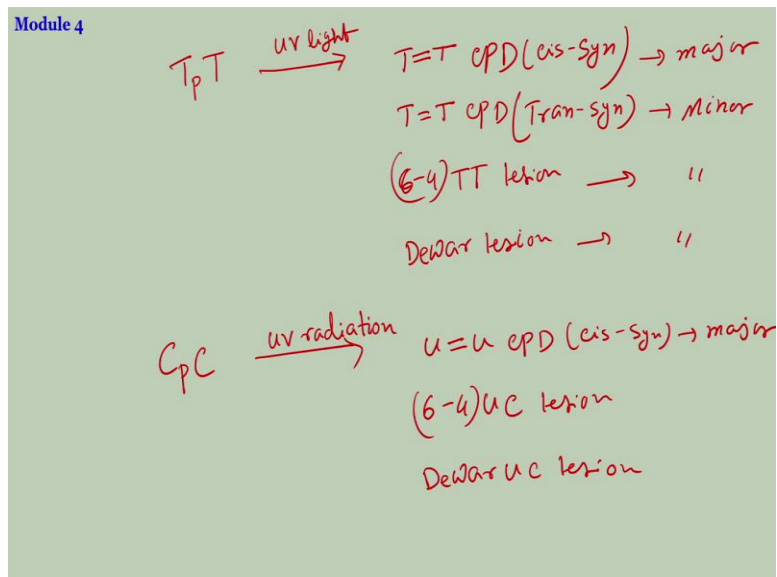 Module 4
TpT uv light → T=T CPD (cis-syn) → major
T=T CPD (Tran-syn) → Minor
(6-4) TT lesion → "
Dewar lesion → "
CpC uv radiation → U=U CPD (cis-syn) → major
(6-4) UC lesion
Dewar UC lesion